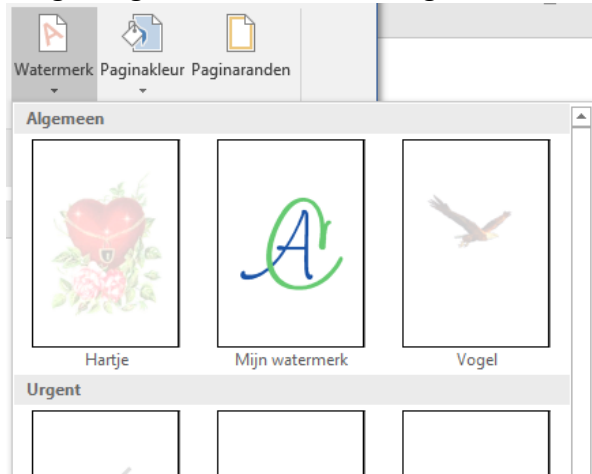 Watermerk Paginakleur Paginaranden
Algemeen
Hartje Mijn watermerk Vogel
Urgent